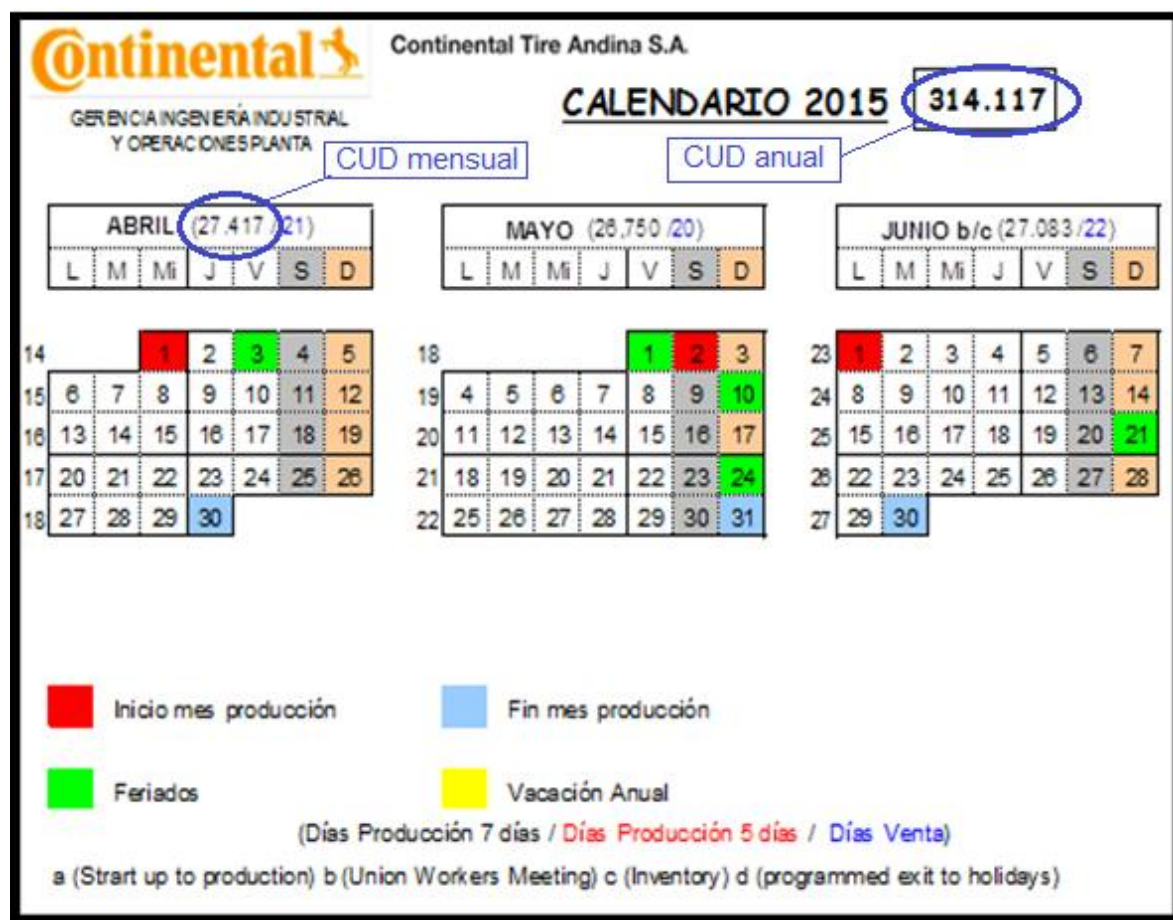 Continental
Continental Tire Andina S.A.
CALENDARIO 2015 314.117
GERENCIA INGENIERÍA INDUSTRIAL
Y OPERACIONES PLANTA
CUD mensual CUD anual
ABRIL (27,417 /21) MAYO (26,750 /20) JUNIO b/c (27.083 /22)
L M Mi J V S D L M Mi J V S D L M Mi J V S D
14 1 2 3 4 5 18 1 2 3 23 1 2 3 4 5 6 7
15 6 7 8 9 10 11 12 19 4 5 6 7 8 9 10 24 8 9 10 11 12 13 14
16 13 14 15 16 17 18 19 20 11 12 13 14 15 16 17 25 15 16 17 18 19 20 21
17 20 21 22 23 24 25 26 21 18 19 20 21 22 23 24 26 22 23 24 25 26 27 28
18 27 28 29 30 22 25 26 27 28 29 30 31 27 29 30
Inicio mes producción Fin mes producción
Feriados Vacación Anual
(Días Producción 7 días / Días Producción 5 días / Días Venta)
a (Strart up to production) b (Union Workers Meeting) c (Inventory) d (programmed exit to holidays)